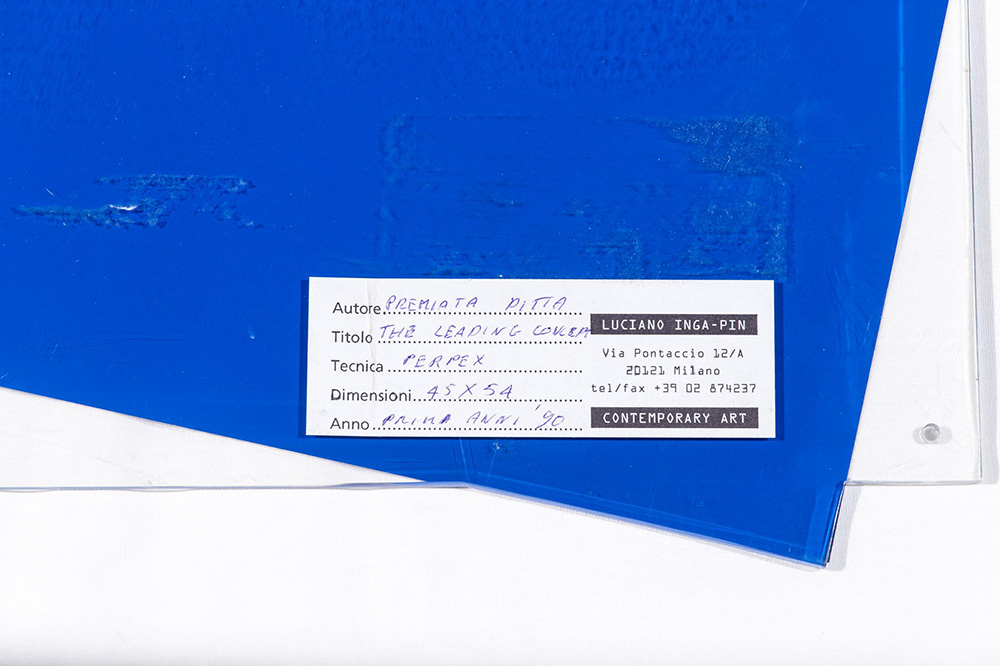 Autore PREMIATA DITTA
Titolo THE LEADING CONCEPT
Tecnica PERPEX
Dimensioni 45 X 54
Anno PRIMA ANNI '90
LUCIANO INGA-PIN
Via Pontaccio 12/A
20121 Milano
tel/fax +39 02 874237
CONTEMPORARY ART